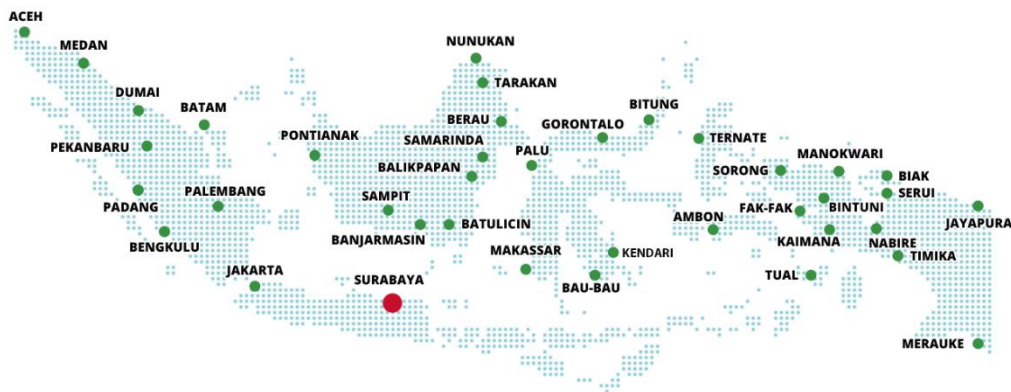 ACEH
MEDAN
DUMAI
BATAM
PEKANBARU
PADANG
PALEMBANG
BENGKULU
JAKARTA
SURABAYA
PONTIANAK
SAMPIT
BANJARMASIN
BATULICIN
BALIKPAPAN
SAMARINDA
BERAU
TARAKAN
NUNUKAN
PALU
GORONTALO
BITUNG
MAKASSAR
BAU-BAU
KENDARI
TERNATE
AMBON
SORONG
MANOKWARI
FAK-FAK
BINTUNI
KAIMANA
TUAL
BIAK
SERUI
NABIRE
TIMIKA
JAYAPURA
MERAUKE